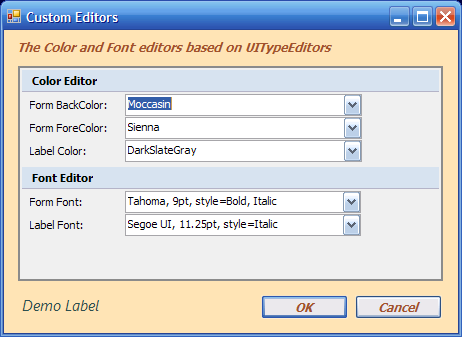 Custom Editors
The Color and Font editors based on UITypeEditors
Color Editor
Form BackColor: Moccasin
Form ForeColor: Sienna
Label Color: DarkSlateGray
Font Editor
Form Font: Tahoma, 9pt, style=Bold, Italic
Label Font: Segoe UI, 11.25pt, style=Italic
Demo Label OK Cancel